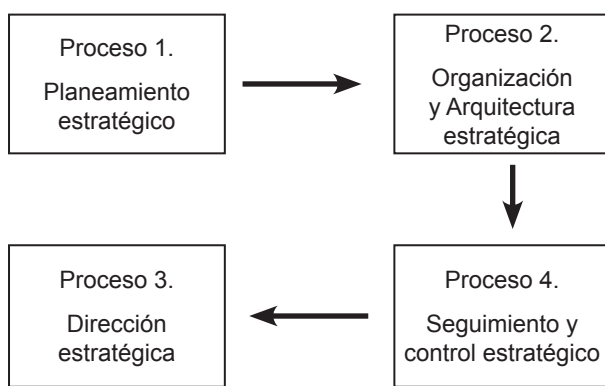 Proceso 1.
Planeamiento
estratégico
Proceso 2.
Organización
y Arquitectura
estratégica
Proceso 3.
Dirección
estratégica
Proceso 4.
Seguimiento y
control estratégico